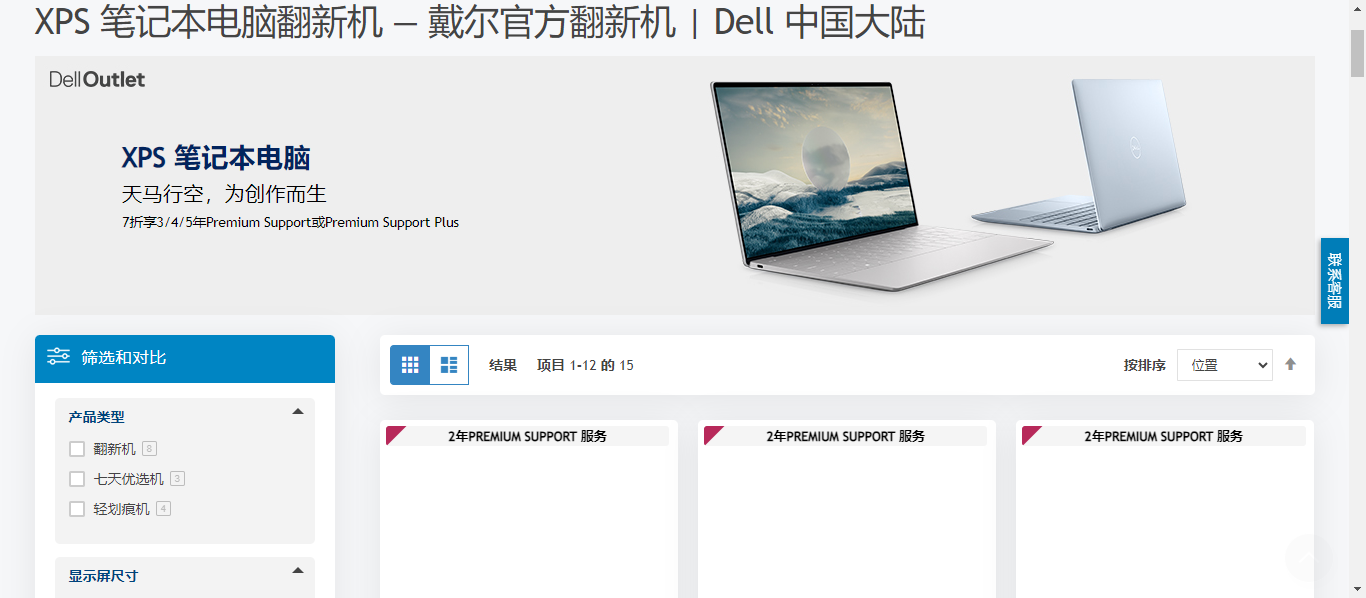 XPS 笔记本电脑翻新机 — 戴尔官方翻新机 | Dell 中国大陆
DellOutlet
XPS 笔记本电脑
天马行空，为创作而生
7折享3/4/5年Premium Support或Premium Support Plus
联系客服
筛选和对比
结果 项目 1-12 的 15
按排序 位置
产品类型
翻新机 8
七天优选机 3
轻划痕机 4
显示屏尺寸
2年PREMIUM SUPPORT 服务
2年PREMIUM SUPPORT 服务
2年PREMIUM SUPPORT 服务